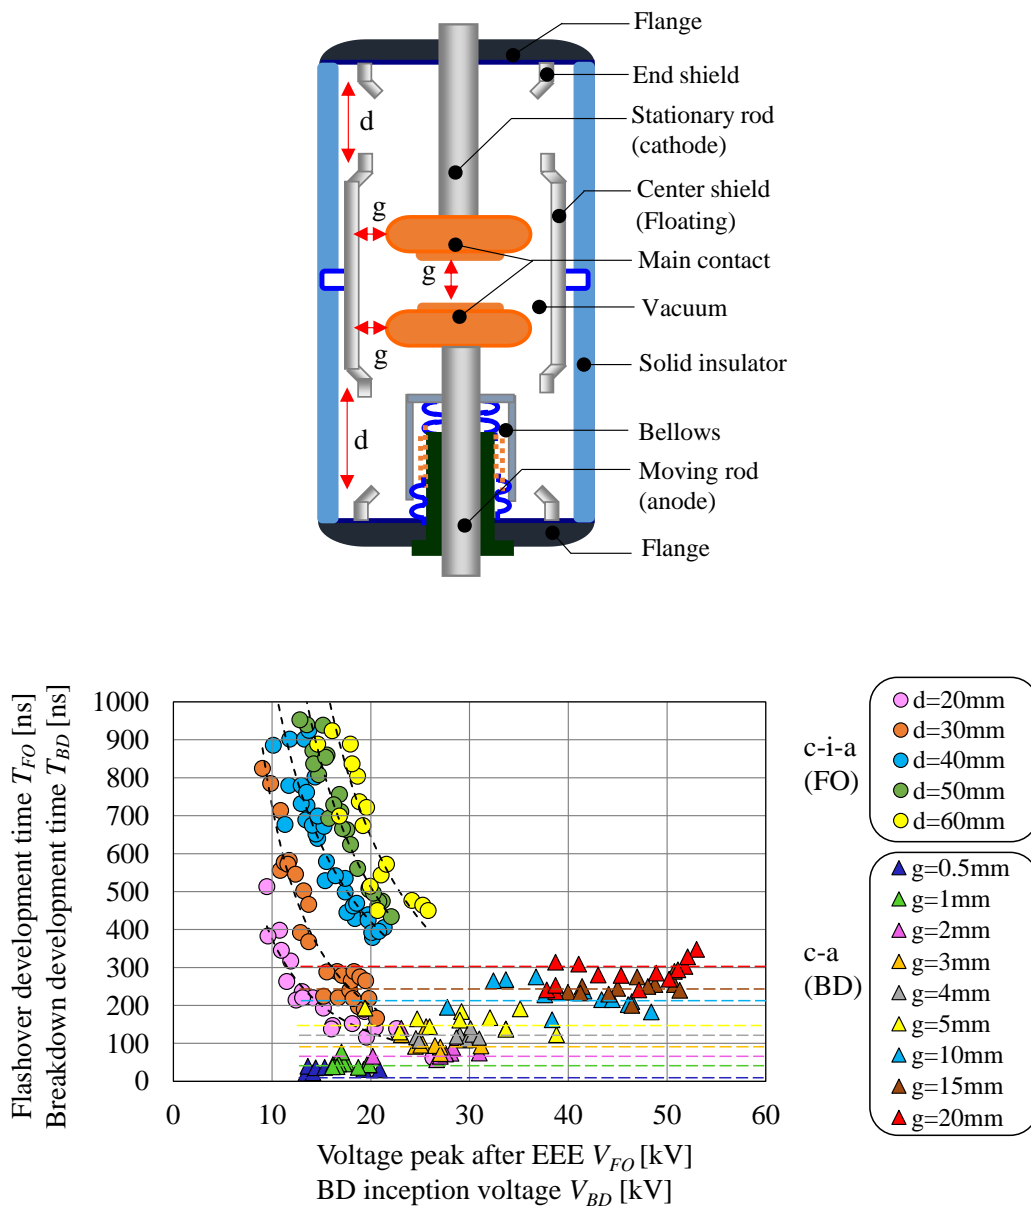 Flange
End shield
d
Stationary rod
(cathode)
Center shield
(Floating)
g
Main contact
g
Vacuum
g
Solid insulator
d
Bellows
Moving rod
(anode)
Flange
Flashover development time T_FO [ns]
Breakdown development time T_BD [ns]
1000
900
800
700
600
500
400
300
200
100
0
0 10 20 30 40 50 60
Voltage peak after EEE V_FO [kV]
BD inception voltage V_BD [kV]
c-i-a
(FO)
d=20mm
d=30mm
d=40mm
d=50mm
d=60mm
c-a
(BD)
g=0.5mm
g=1mm
g=2mm
g=3mm
g=4mm
g=5mm
g=10mm
g=15mm
g=20mm